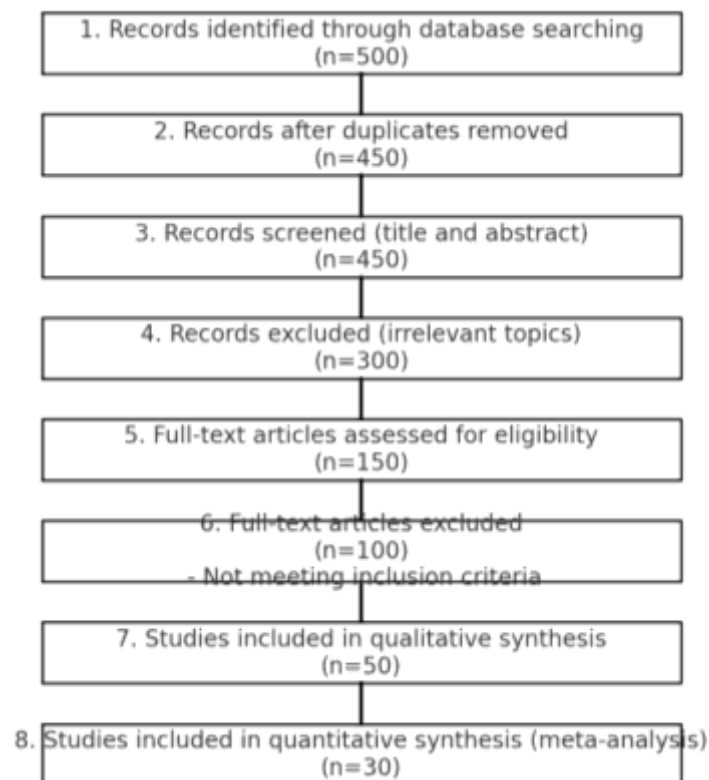 1. Records identified through database searching
(n=500)
2. Records after duplicates removed
(n=450)
3. Records screened (title and abstract)
(n=450)
4. Records excluded (irrelevant topics)
(n=300)
5. Full-text articles assessed for eligibility
(n=150)
6. Full-text articles excluded
(n=100)
- Not meeting inclusion criteria
7. Studies included in qualitative synthesis
(n=50)
8. Studies included in quantitative synthesis (meta-analysis)
(n=30)